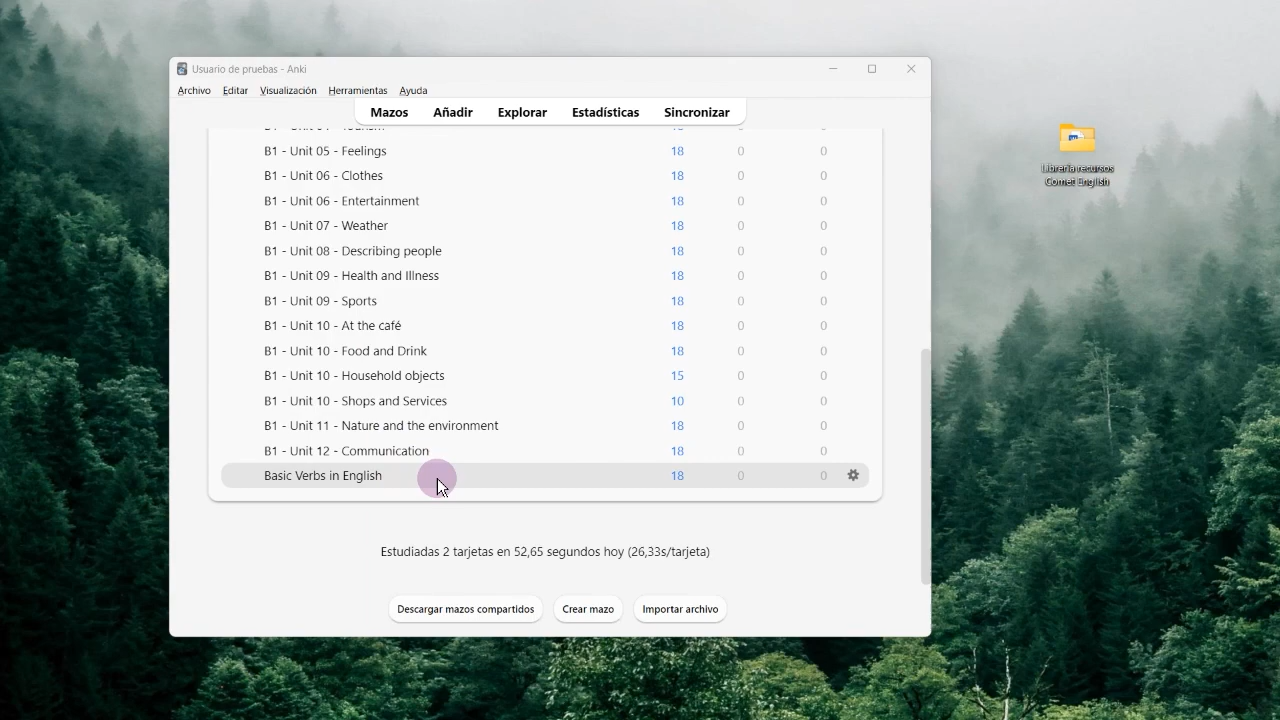 Usuario de pruebas - Anki
Archivo Editar Visualización Herramientas Ayuda
Mazos Añadir Explorar Estadísticas Sincronizar
B1 - Unit 05 - Feelings 18 0 0
B1 - Unit 06 - Clothes 18 0 0
B1 - Unit 06 - Entertainment 18 0 0
B1 - Unit 07 - Weather 18 0 0
B1 - Unit 08 - Describing people 18 0 0
B1 - Unit 09 - Health and Illness 18 0 0
B1 - Unit 09 - Sports 18 0 0
B1 - Unit 10 - At the café 18 0 0
B1 - Unit 10 - Food and Drink 18 0 0
B1 - Unit 10 - Household objects 15 0 0
B1 - Unit 10 - Shops and Services 10 0 0
B1 - Unit 11 - Nature and the environment 18 0 0
B1 - Unit 12 - Communication 18 0 0
Basic Verbs in English 18 0 0
Estudiadas 2 tarjetas en 52,65 segundos hoy (26,33s/tarjeta)
Descargar mazos compartidos Crear mazo Importar archivo
Librería recursos
Comet English